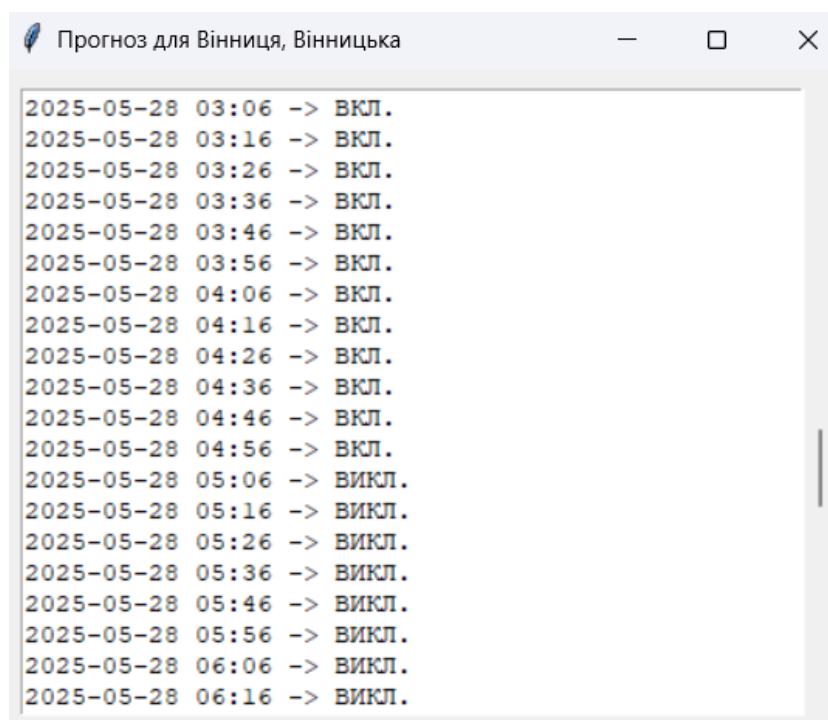 Прогноз для Вінниця, Вінницька
2025-05-28 03:06 -> ВКЛ.
2025-05-28 03:16 -> ВКЛ.
2025-05-28 03:26 -> ВКЛ.
2025-05-28 03:36 -> ВКЛ.
2025-05-28 03:46 -> ВКЛ.
2025-05-28 03:56 -> ВКЛ.
2025-05-28 04:06 -> ВКЛ.
2025-05-28 04:16 -> ВКЛ.
2025-05-28 04:26 -> ВКЛ.
2025-05-28 04:36 -> ВКЛ.
2025-05-28 04:46 -> ВКЛ.
2025-05-28 04:56 -> ВКЛ.
2025-05-28 05:06 -> ВИКЛ.
2025-05-28 05:16 -> ВИКЛ.
2025-05-28 05:26 -> ВИКЛ.
2025-05-28 05:36 -> ВИКЛ.
2025-05-28 05:46 -> ВИКЛ.
2025-05-28 05:56 -> ВИКЛ.
2025-05-28 06:06 -> ВИКЛ.
2025-05-28 06:16 -> ВИКЛ.